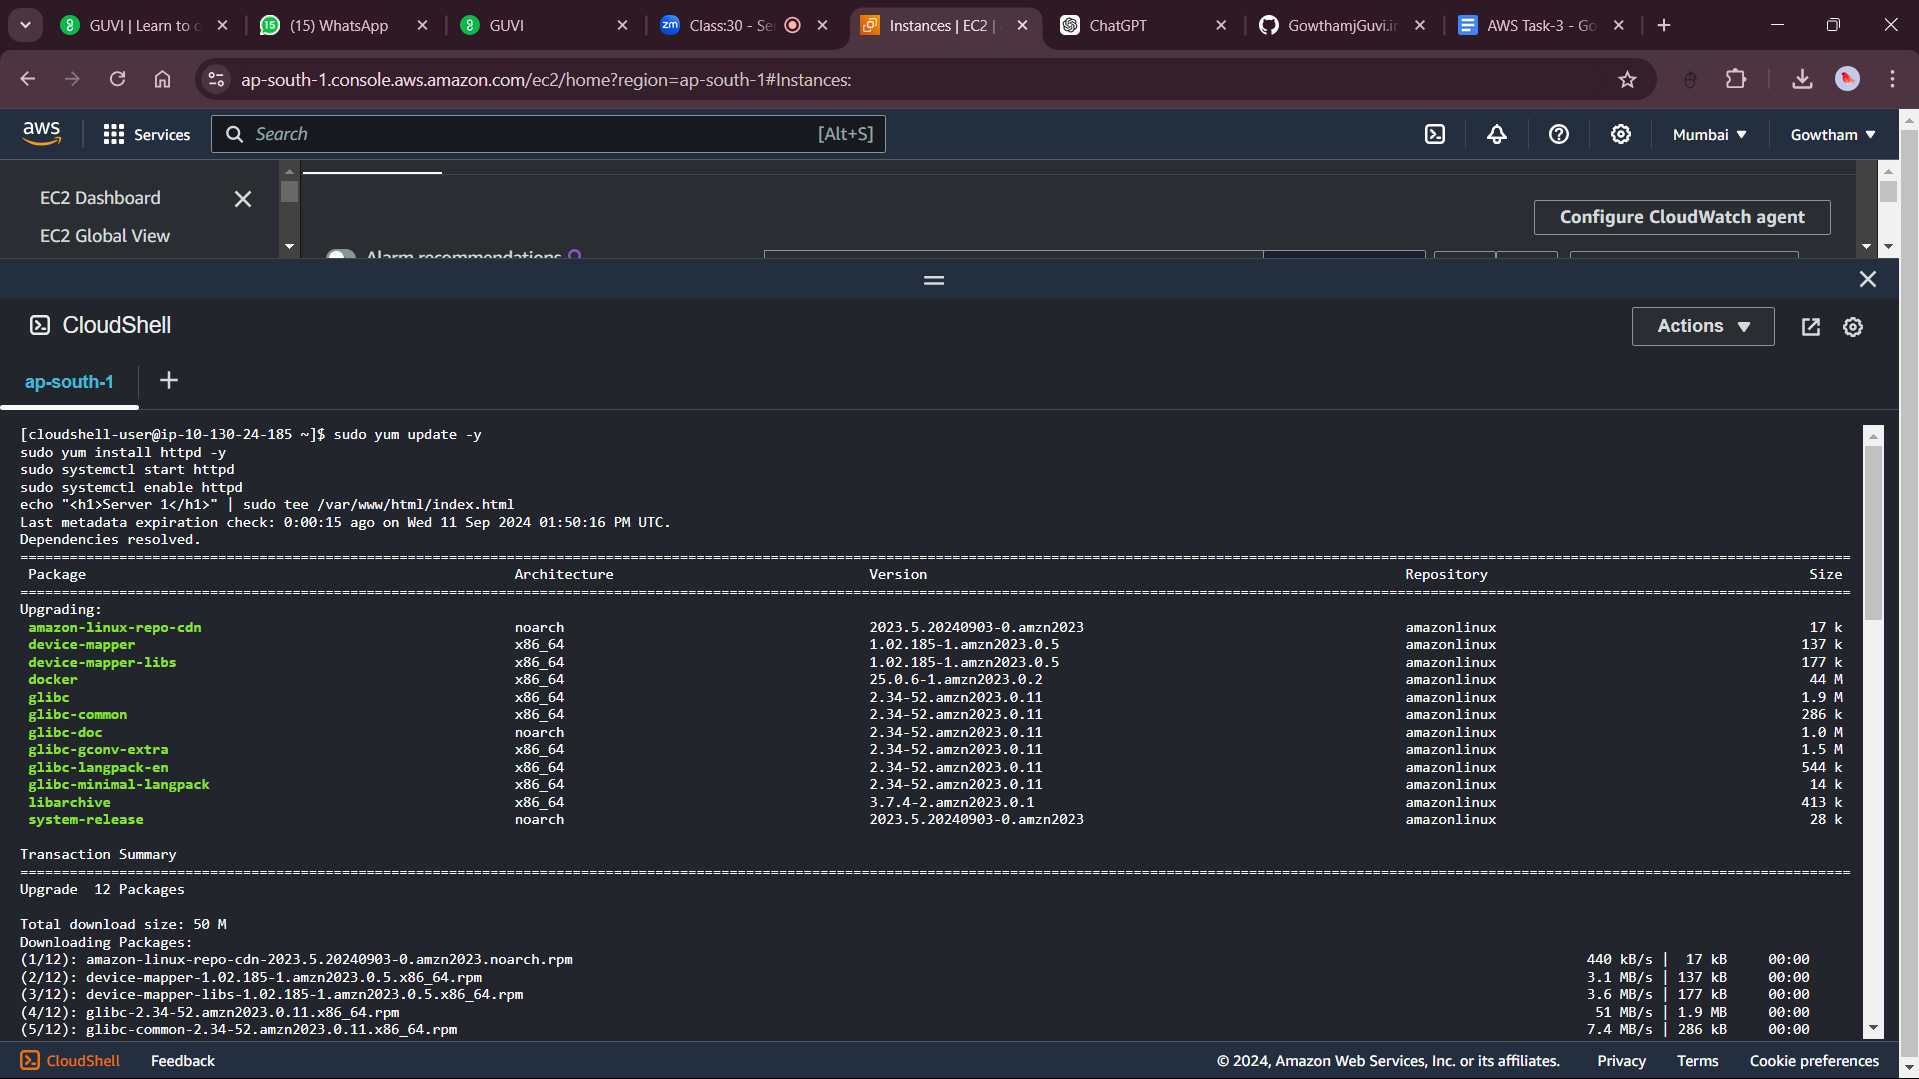 GUVI | Learn to c
(15) WhatsApp
GUVI
Class:30 - Se
Instances | EC2 |
ChatGPT
GowthamjGuvi.in
AWS Task-3 - Go
ap-south-1.console.aws.amazon.com/ec2/home?region=ap-south-1#Instances:
aws
Services
Search
[Alt+S]
Mumbai
Gowtham
EC2 Dashboard
EC2 Global View
Configure CloudWatch agent
Alarm recommendations
CloudShell
Actions
ap-south-1
[cloudshell-user@ip-10-130-24-185 ~]$ sudo yum update -y
sudo yum install httpd -y
sudo systemctl start httpd
sudo systemctl enable httpd
echo "<h1>Server 1</h1>" | sudo tee /var/www/html/index.html
Last metadata expiration check: 0:00:15 ago on Wed 11 Sep 2024 01:50:16 PM UTC.
Dependencies resolved.
Package Architecture Version Repository Size
Upgrading:
amazon-linux-repo-cdn noarch 2023.5.20240903-0.amzn2023 amazonlinux 17 k
device-mapper x86_64 1.02.185-1.amzn2023.0.5 amazonlinux 137 k
device-mapper-libs x86_64 1.02.185-1.amzn2023.0.5 amazonlinux 177 k
docker x86_64 25.0.6-1.amzn2023.0.2 amazonlinux 44 M
glibc x86_64 2.34-52.amzn2023.0.11 amazonlinux 1.9 M
glibc-common x86_64 2.34-52.amzn2023.0.11 amazonlinux 286 k
glibc-doc noarch 2.34-52.amzn2023.0.11 amazonlinux 1.0 M
glibc-gconv-extra x86_64 2.34-52.amzn2023.0.11 amazonlinux 1.5 M
glibc-langpack-en x86_64 2.34-52.amzn2023.0.11 amazonlinux 544 k
glibc-minimal-langpack x86_64 2.34-52.amzn2023.0.11 amazonlinux 14 k
libarchive x86_64 3.7.4-2.amzn2023.0.1 amazonlinux 413 k
system-release noarch 2023.5.20240903-0.amzn2023 amazonlinux 28 k
Transaction Summary
Upgrade 12 Packages
Total download size: 50 M
Downloading Packages:
(1/12): amazon-linux-repo-cdn-2023.5.20240903-0.amzn2023.noarch.rpm 440 kB/s | 17 kB 00:00
(2/12): device-mapper-1.02.185-1.amzn2023.0.5.x86_64.rpm 3.1 MB/s | 137 kB 00:00
(3/12): device-mapper-libs-1.02.185-1.amzn2023.0.5.x86_64.rpm 3.6 MB/s | 177 kB 00:00
(4/12): glibc-2.34-52.amzn2023.0.11.x86_64.rpm 51 MB/s | 1.9 MB 00:00
(5/12): glibc-common-2.34-52.amzn2023.0.11.x86_64.rpm 7.4 MB/s | 286 kB 00:00
CloudShell
Feedback
© 2024, Amazon Web Services, Inc. or its affiliates.
Privacy
Terms
Cookie preferences